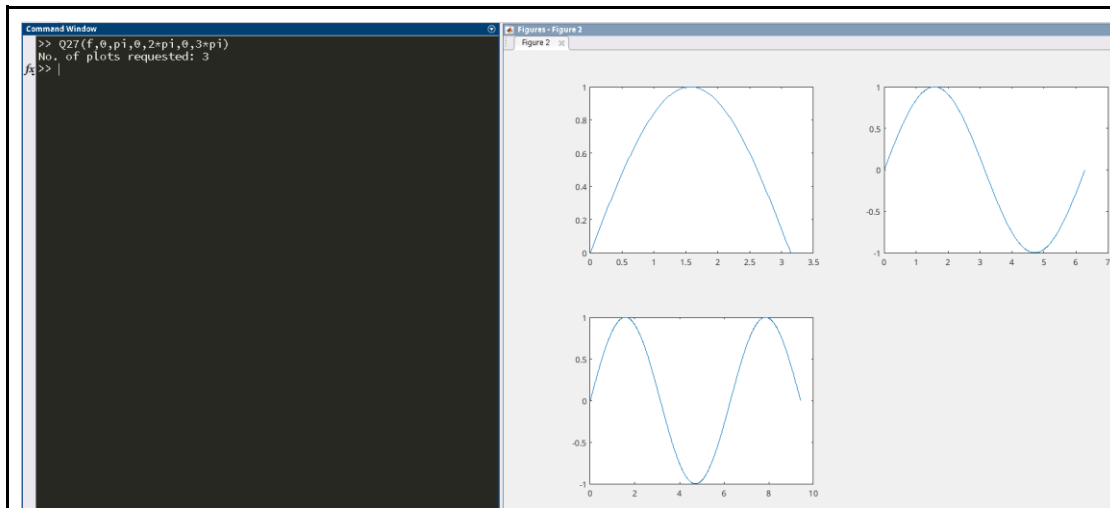 Command Window
>> Q27(f,0,pi,0,2*pi,0,3*pi)
No. of plots requested: 3
fx >>
Figures - Figure 2
Figure 2
1
0.8
0.6
0.4
0.2
0
0 0.5 1 1.5 2 2.5 3 3.5
1
0.5
0
-0.5
-1
0 1 2 3 4 5 6 7
1
0.5
0
-0.5
-1
0 2 4 6 8 10